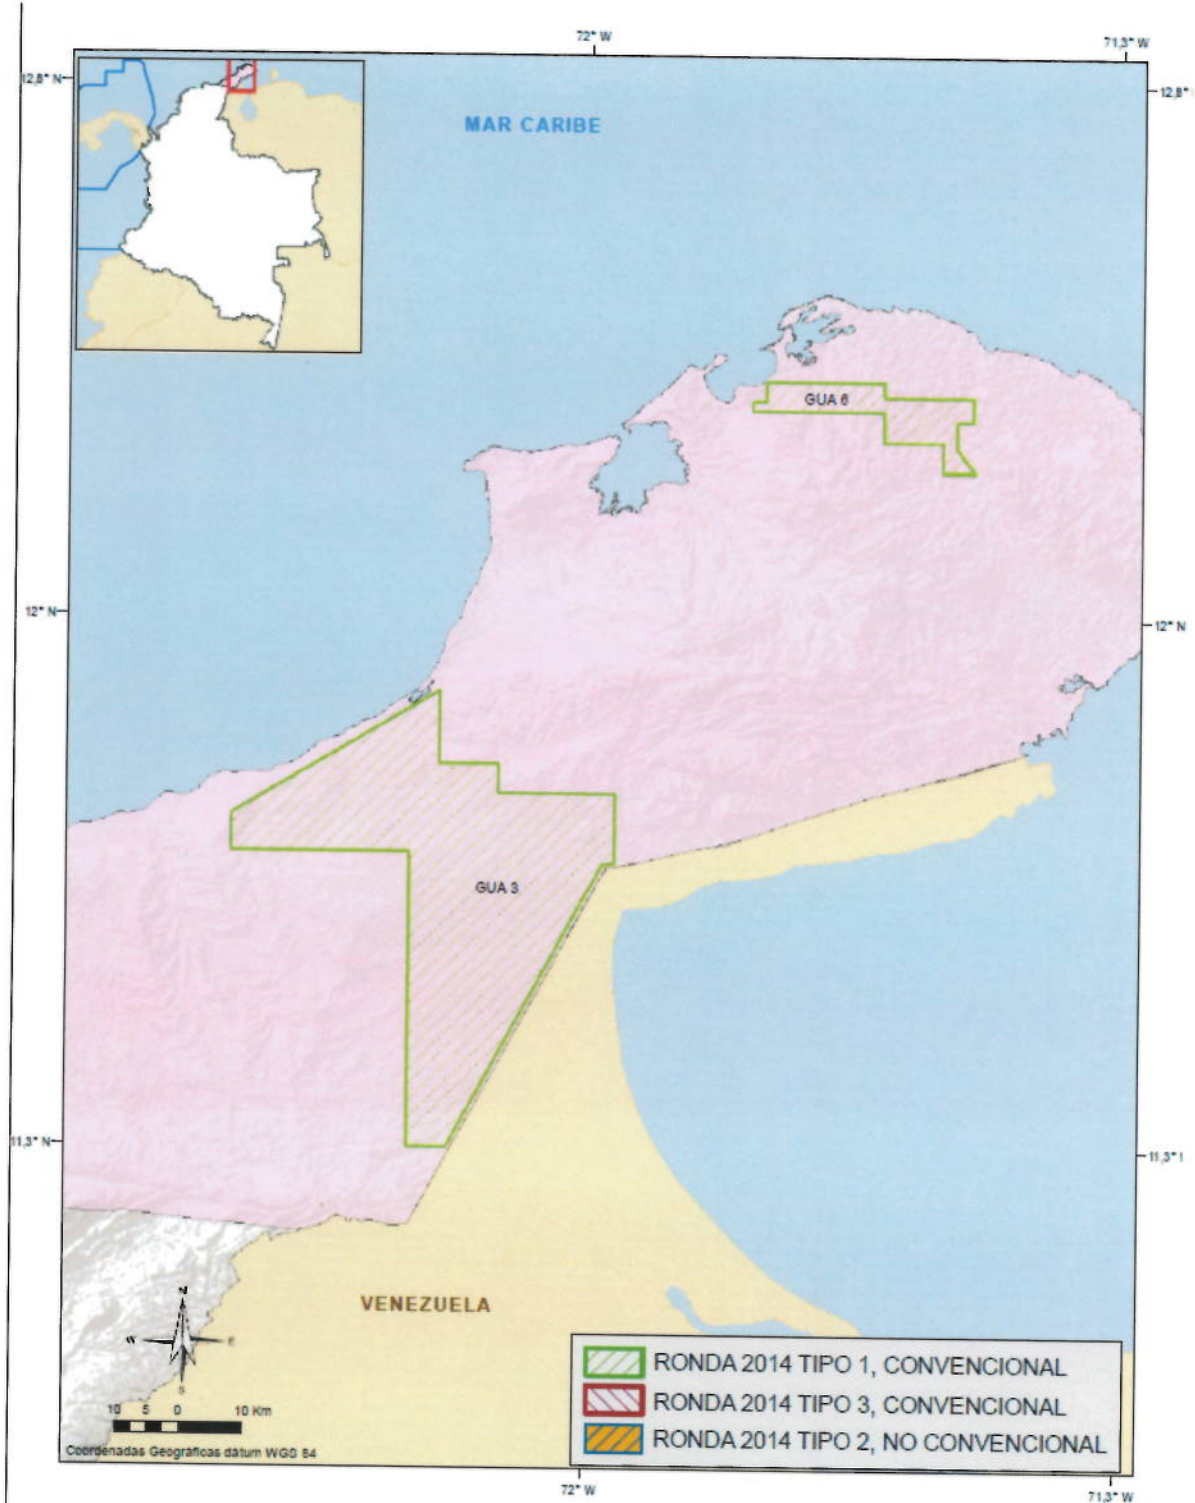 72° W
71,3° W
12,8° N
12,8°
MAR CARIBE
GUA 6
12° N
12° N
GUA 3
11,3° N
11,3°
VENEZUELA
N
W
E
S
RONDA 2014 TIPO 1, CONVENCIONAL
RONDA 2014 TIPO 3, CONVENCIONAL
RONDA 2014 TIPO 2, NO CONVENCIONAL
10 5 0 10 Km
Coordenadas Geográficas dátum WGS 84
72° W
71,3° W